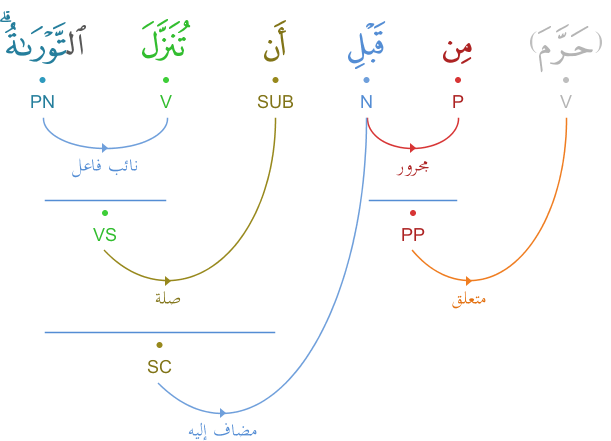 (حَرَّمَ) مِن قَبْلِ أَن تُنَزَّلَ ٱلتَّوْرَىٰةُ ۗ
V P N SUB V PN
مجرور نائب فاعل
PP VS
متعلق صلة
SC
مضاف إليه